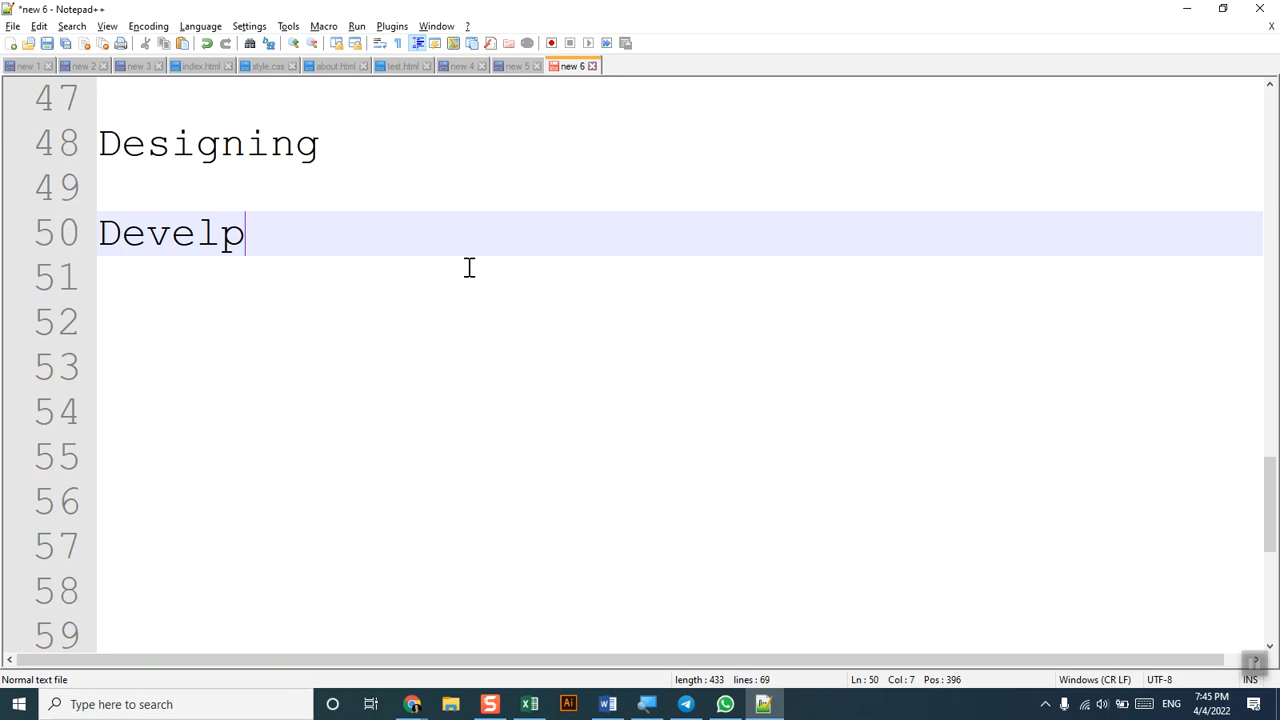 *new 6 - Notepad++
File Edit Search View Encoding Language Settings Tools Macro Run Plugins Window ?
X
new 1 new 2 new 3 index.html style.css about.html test.html new 4 new 5 new 6
47
48 Designing
49
50 Develp
51
52
53
54
55
56
57
58
59
Normal text file length : 433 lines : 69 Ln : 50 Col : 7 Pos : 396 Windows (CR LF) UTF-8 INS
Type here to search S Ai W ENG 7:45 PM
4/4/2022